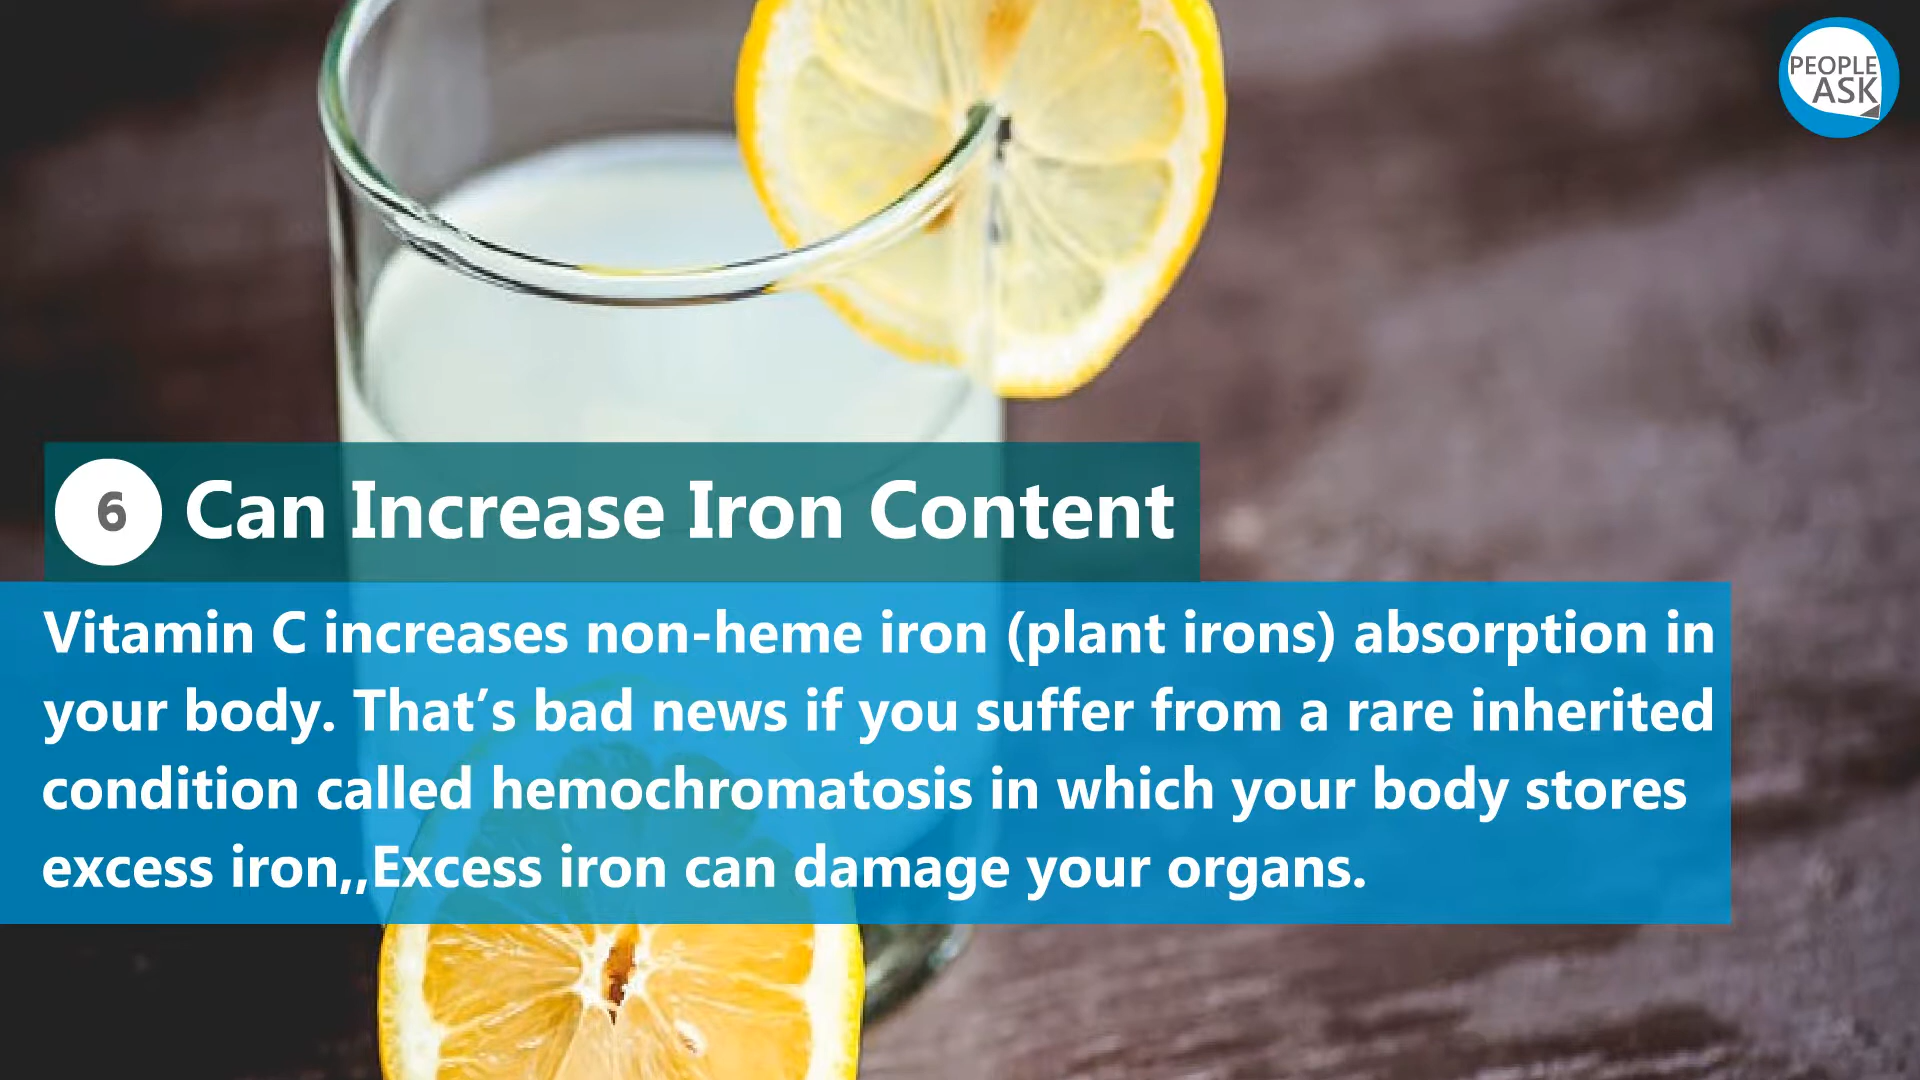 PEOPLE
ASK
6 Can Increase Iron Content
Vitamin C increases non-heme iron (plant irons) absorption in
your body. That’s bad news if you suffer from a rare inherited
condition called hemochromatosis in which your body stores
excess iron,,Excess iron can damage your organs.